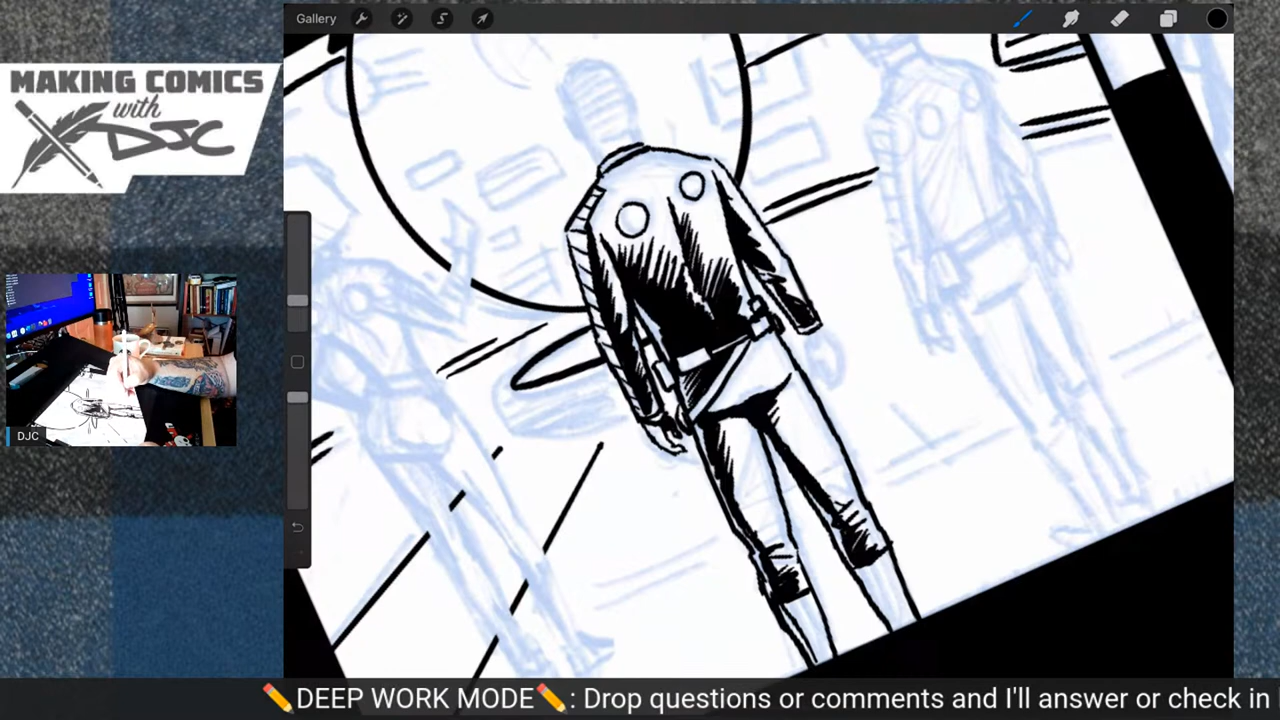 Gallery
MAKING COMICS
with
DJC
DJC
✏️DEEP WORK MODE✏️: Drop questions or comments and I'll answer or check in